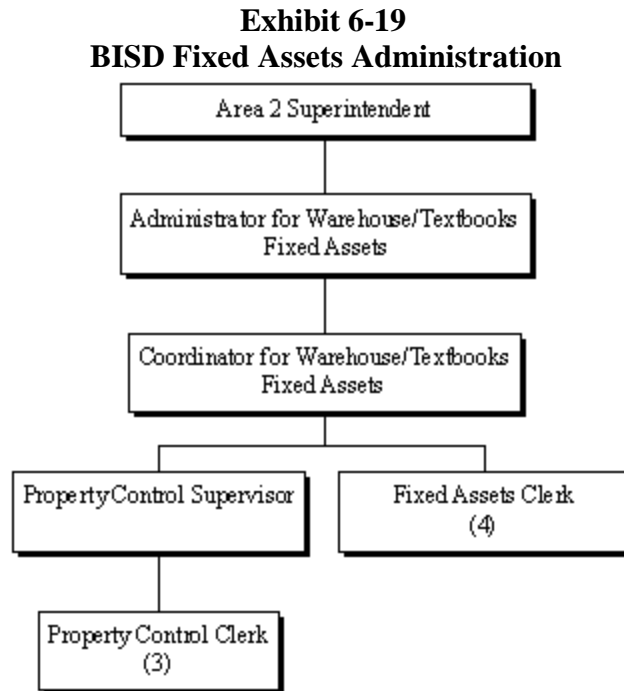 Exhibit 6-19
BISD Fixed Assets Administration
Area 2 Superintendent
Administrator for Warehouse/Textbooks
Fixed Assets
Coordinator for Warehouse/Textbooks
Fixed Assets
Property Control Supervisor
Fixed Assets Clerk
(4)
Property Control Clerk
(3)